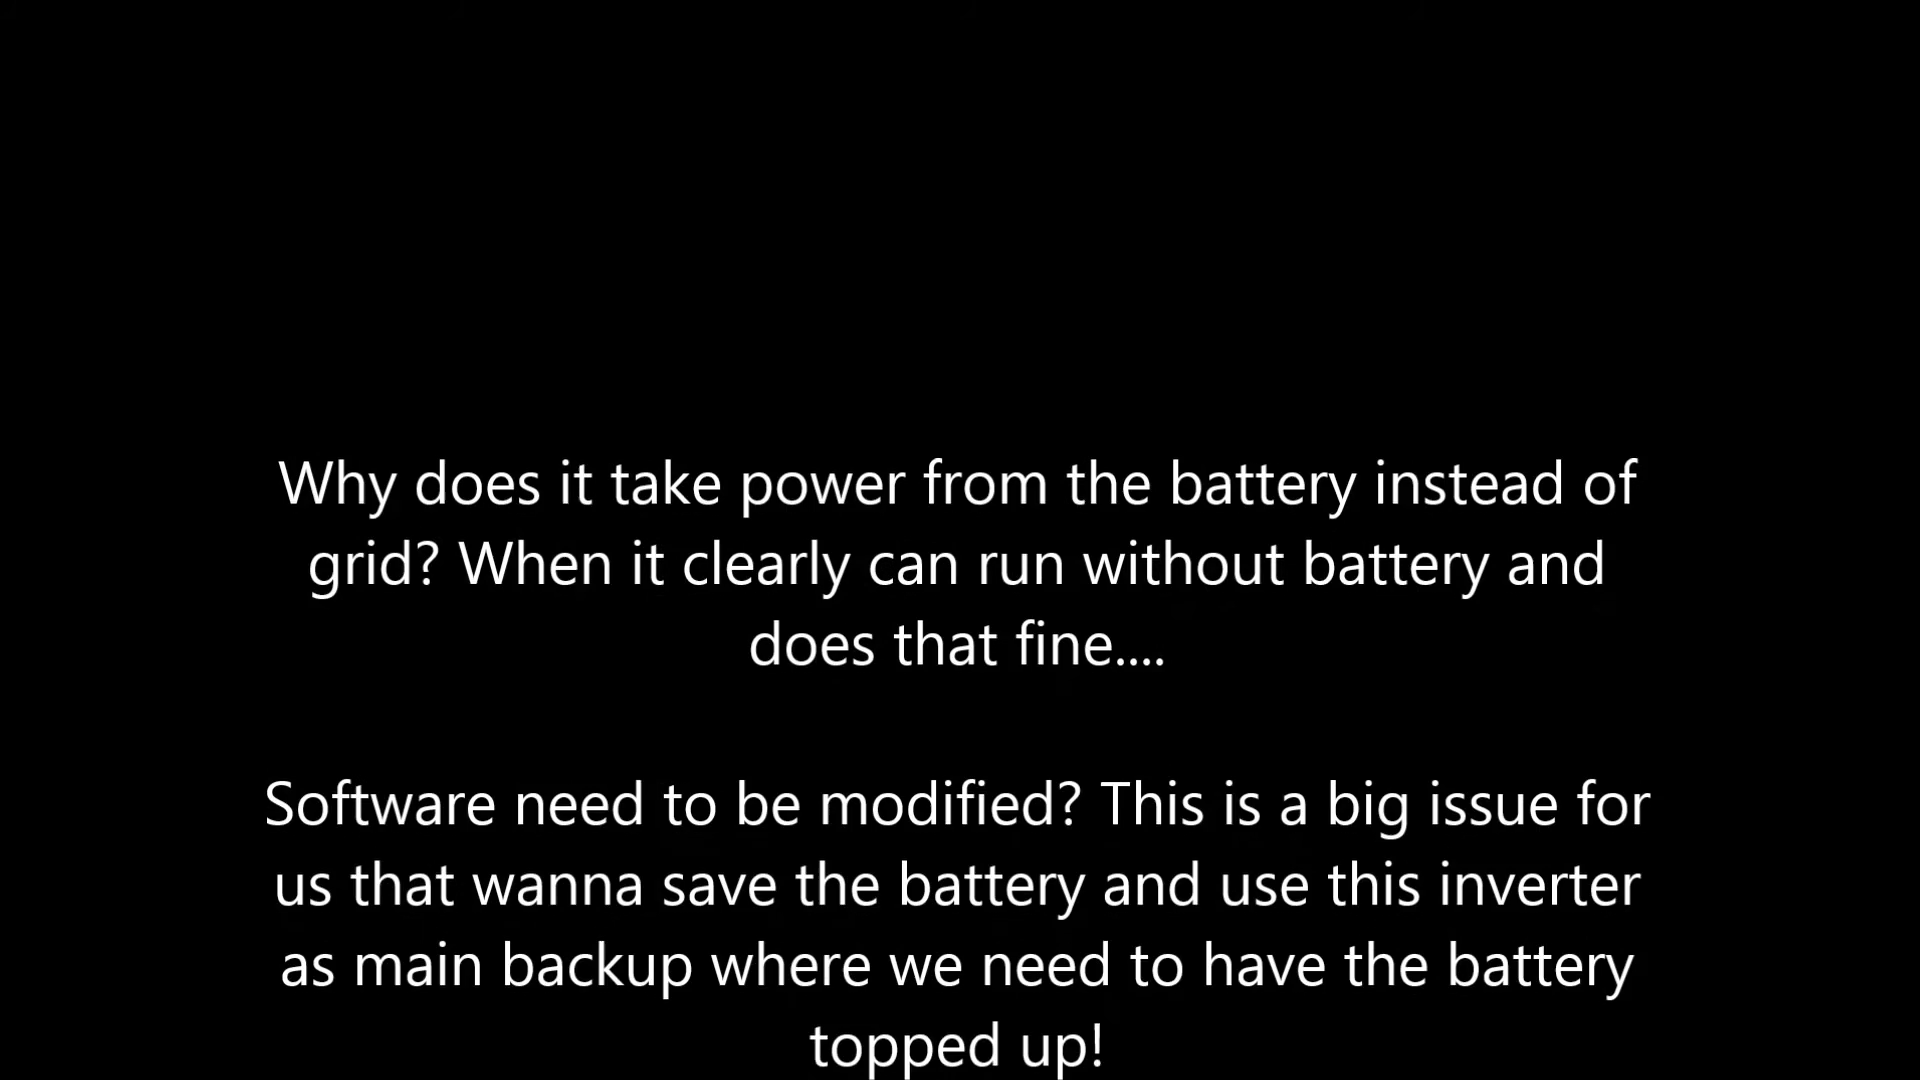 Why does it take power from the battery instead of
grid? When it clearly can run without battery and
does that fine....
Software need to be modified? This is a big issue for
us that wanna save the battery and use this inverter
as main backup where we need to have the battery
topped up!